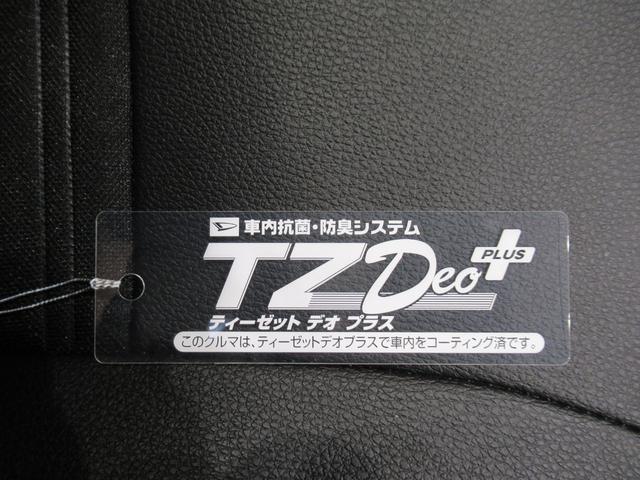 車内抗菌・防臭システム
TZ Deo PLUS
ティーゼット デオ プラス
このクルマは、ティーゼットデオプラスで車内をコーティング済です。